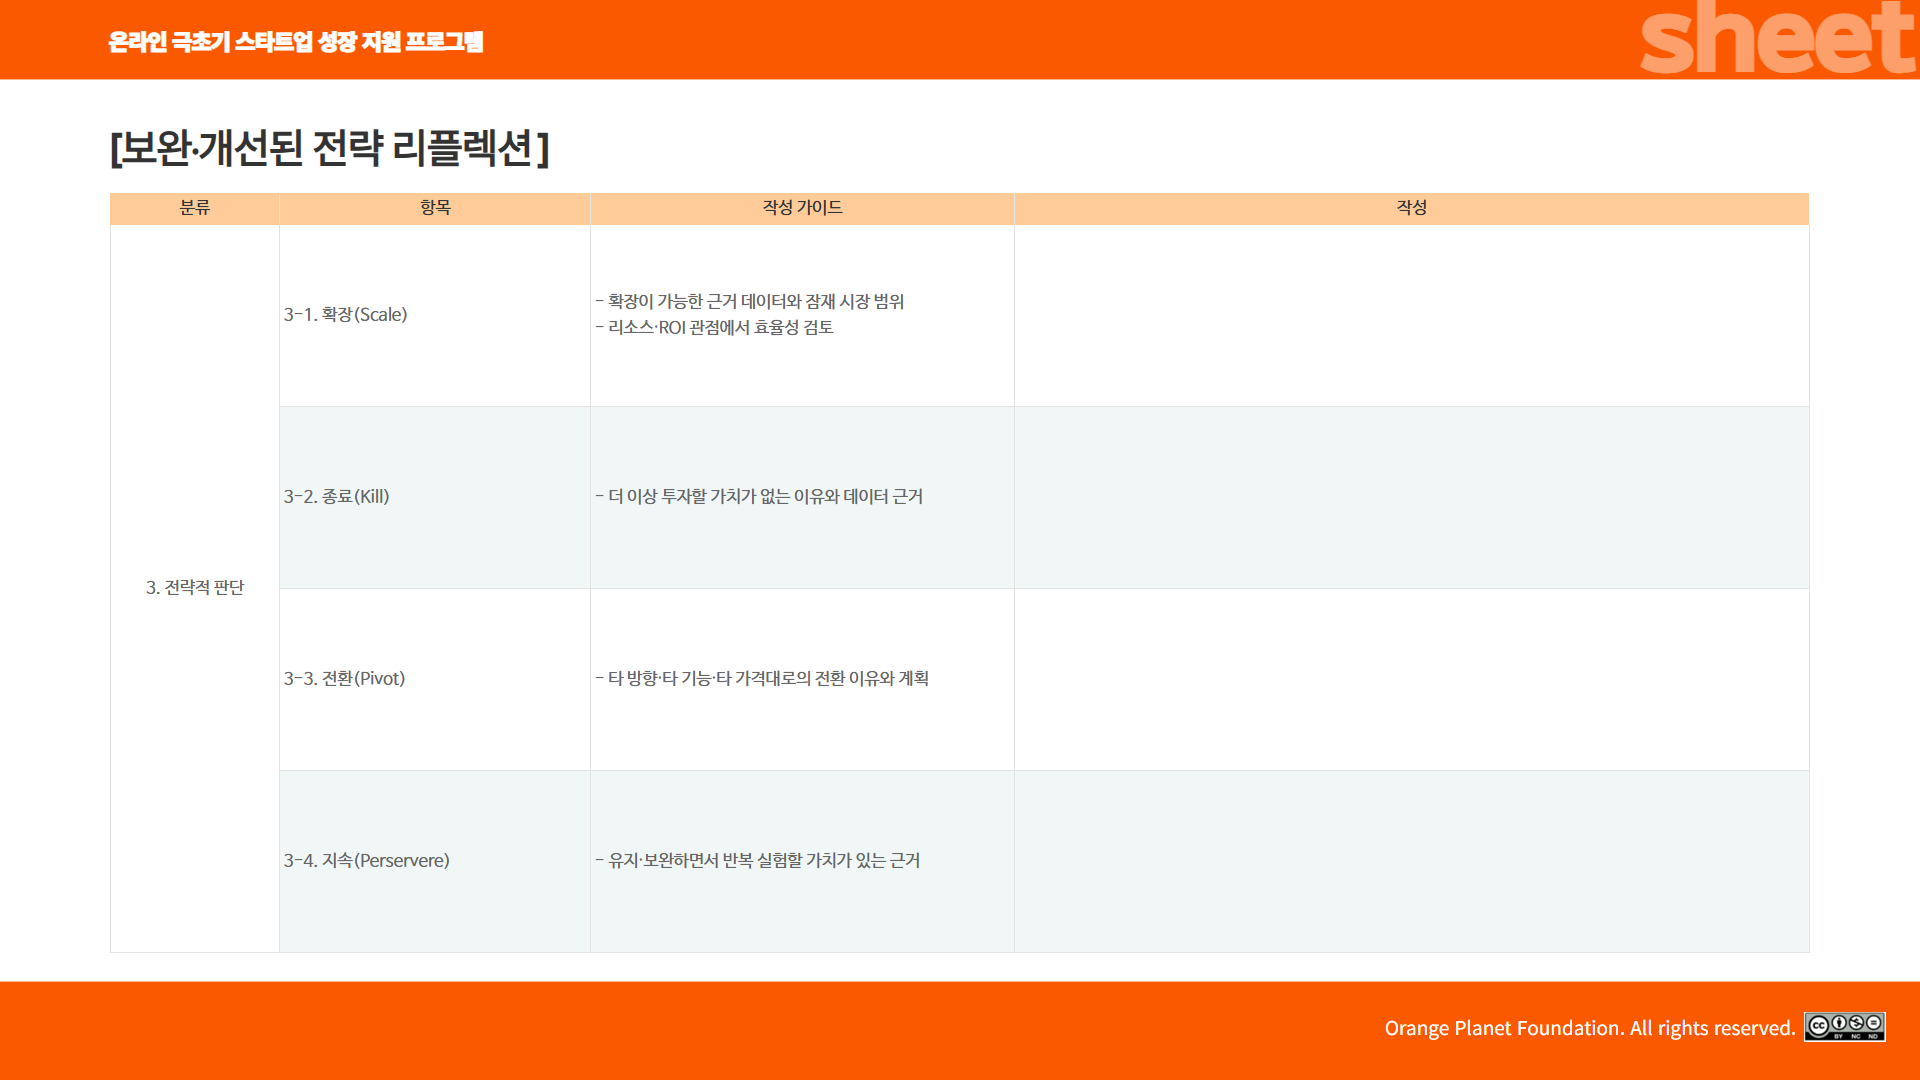 온라인 극초기 스타트업 성장 지원 프로그램
sheet
[보완·개선된 전략 리플렉션]
분류 항목 작성 가이드 작성
3. 전략적 판단
3-1. 확장(Scale)
- 확장이 가능한 근거 데이터와 잠재 시장 범위
- 리소스·ROI 관점에서 효율성 검토
3-2. 종료(Kill)
- 더 이상 투자할 가치가 없는 이유와 데이터 근거
3-3. 전환(Pivot)
- 타 방향·타 기능·타 가격대로의 전환 이유와 계획
3-4. 지속(Perservere)
- 유지·보완하면서 반복 실험할 가치가 있는 근거
Orange Planet Foundation. All rights reserved.
cc BY NC ND